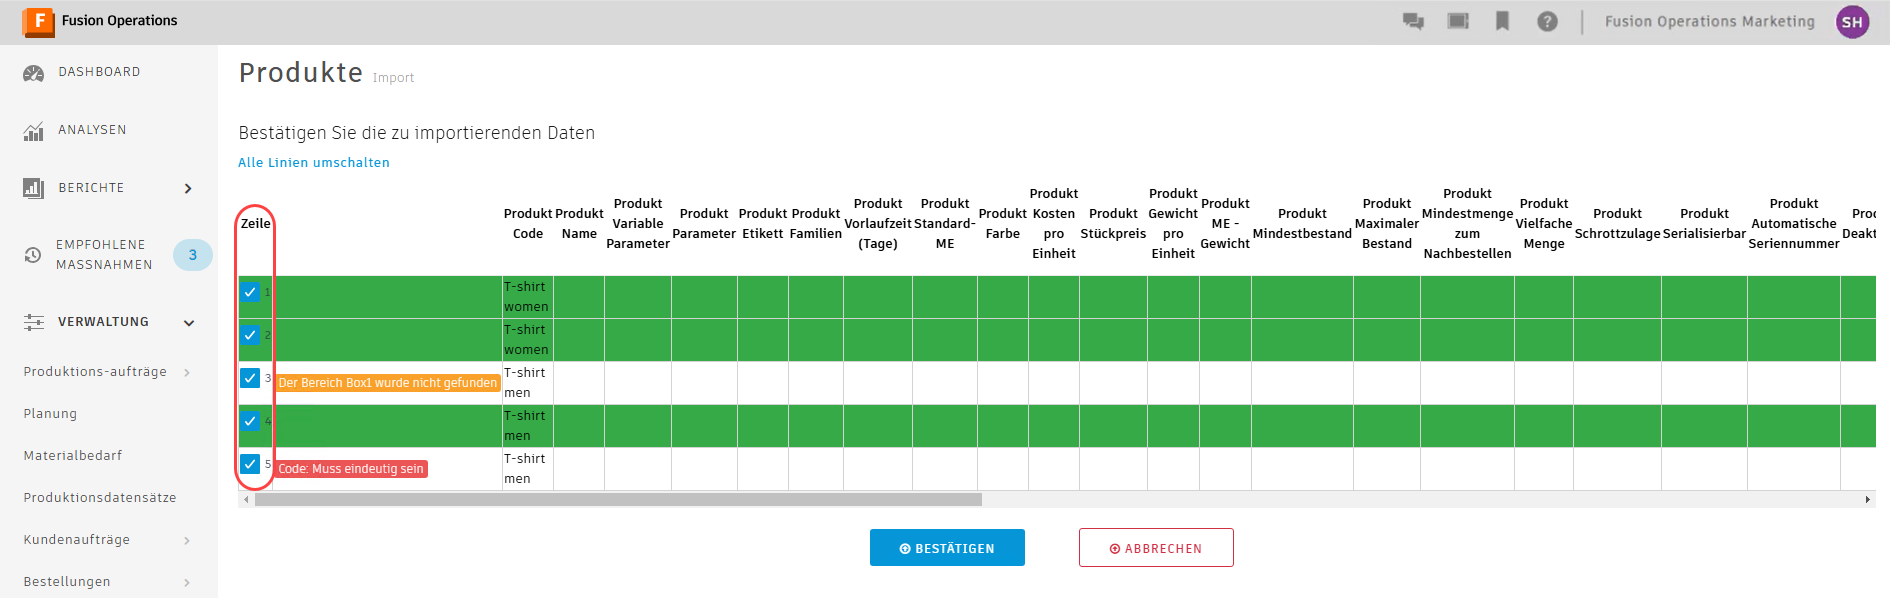 F Fusion Operations
Fusion Operations Marketing
SH
DASHBOARD
ANALYSEN
BERICHTE
EMPFOHLENE
MASSNAHMEN
3
VERWALTUNG
Produktions-aufträge
Planung
Materialbedarf
Produktionsdatensätze
Kundenaufträge
Bestellungen
Produkte Import
Bestätigen Sie die zu importierenden Daten
Alle Linien umschalten
Zeile
Produkt
Code
Produkt
Name
Produkt
Variable
Parameter
Produkt
Parameter
Produkt
Etikett
Produkt
Familien
Produkt
Vorlaufzeit
(Tage)
Produkt
Standard-
ME
Produkt
Farbe
Produkt
Kosten
pro
Einheit
Produkt
Stückpreis
Produkt
Gewicht
pro
Einheit
Produkt
ME -
Gewicht
Produkt
Mindestbestand
Produkt
Maximaler
Bestand
Produkt
Mindestmenge
zum
Nachbestellen
Produkt
Vielfache
Menge
Produkt
Schrottzulage
Produkt
Serialisierbar
Produkt
Automatische
Seriennummer
Proc
Deakt
1
T-shirt
women
2
T-shirt
women
3
Der Bereich Box1 wurde nicht gefunden
T-shirt
men
4
T-shirt
men
5
Code: Muss eindeutig sein
T-shirt
men
BESTÄTIGEN
ABBRECHEN